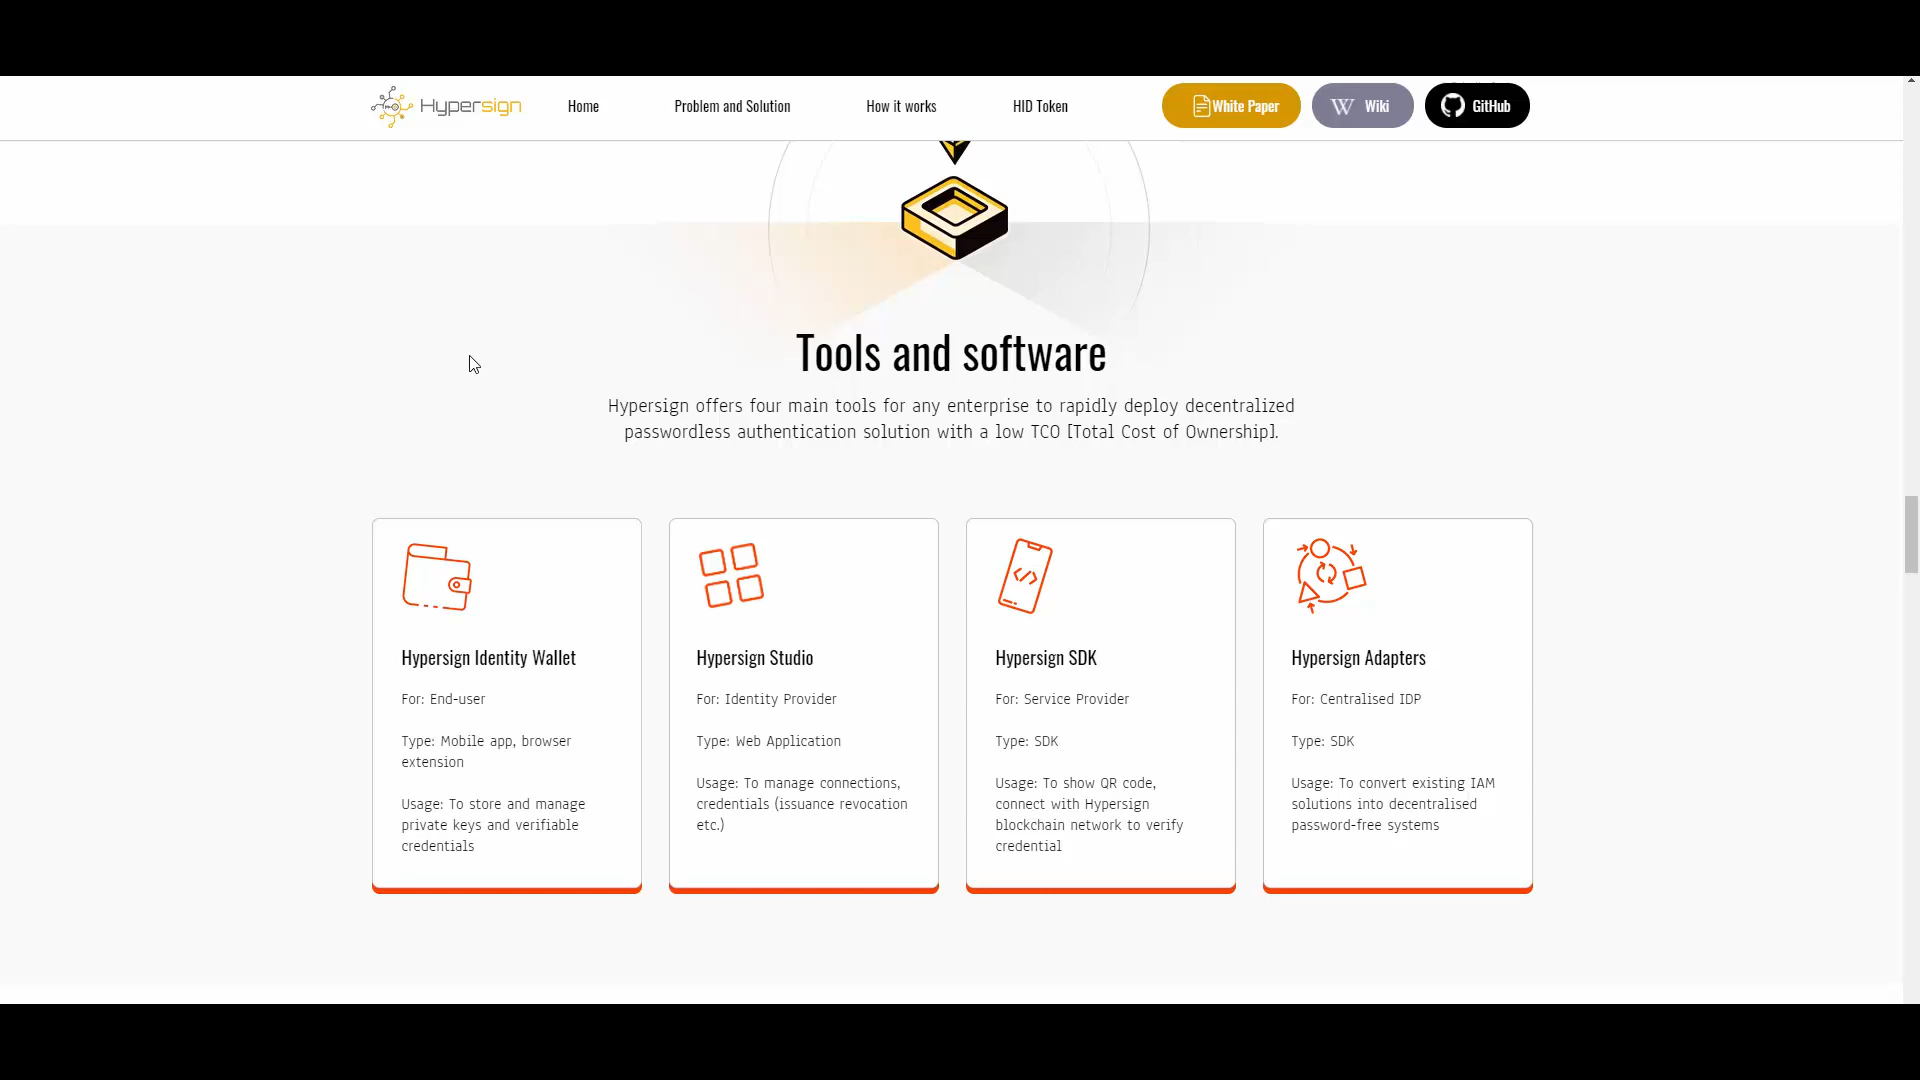 Hypersign
Home
Problem and Solution
How it works
HID Token
White Paper
W Wiki
GitHub
Tools and software
Hypersign offers four main tools for any enterprise to rapidly deploy decentralized
passwordless authentication solution with a low TCO [Total Cost of Ownership].
Hypersign Identity Wallet
For: End-user
Type: Mobile app, browser
extension
Usage: To store and manage
private keys and verifiable
credentials
Hypersign Studio
For: Identity Provider
Type: Web Application
Usage: To manage connections,
credentials (issuance revocation
etc.)
Hypersign SDK
For: Service Provider
Type: SDK
Usage: To show QR code,
connect with Hypersign
blockchain network to verify
credential
Hypersign Adapters
For: Centralised IDP
Type: SDK
Usage: To convert existing IAM
solutions into decentralised
password-free systems